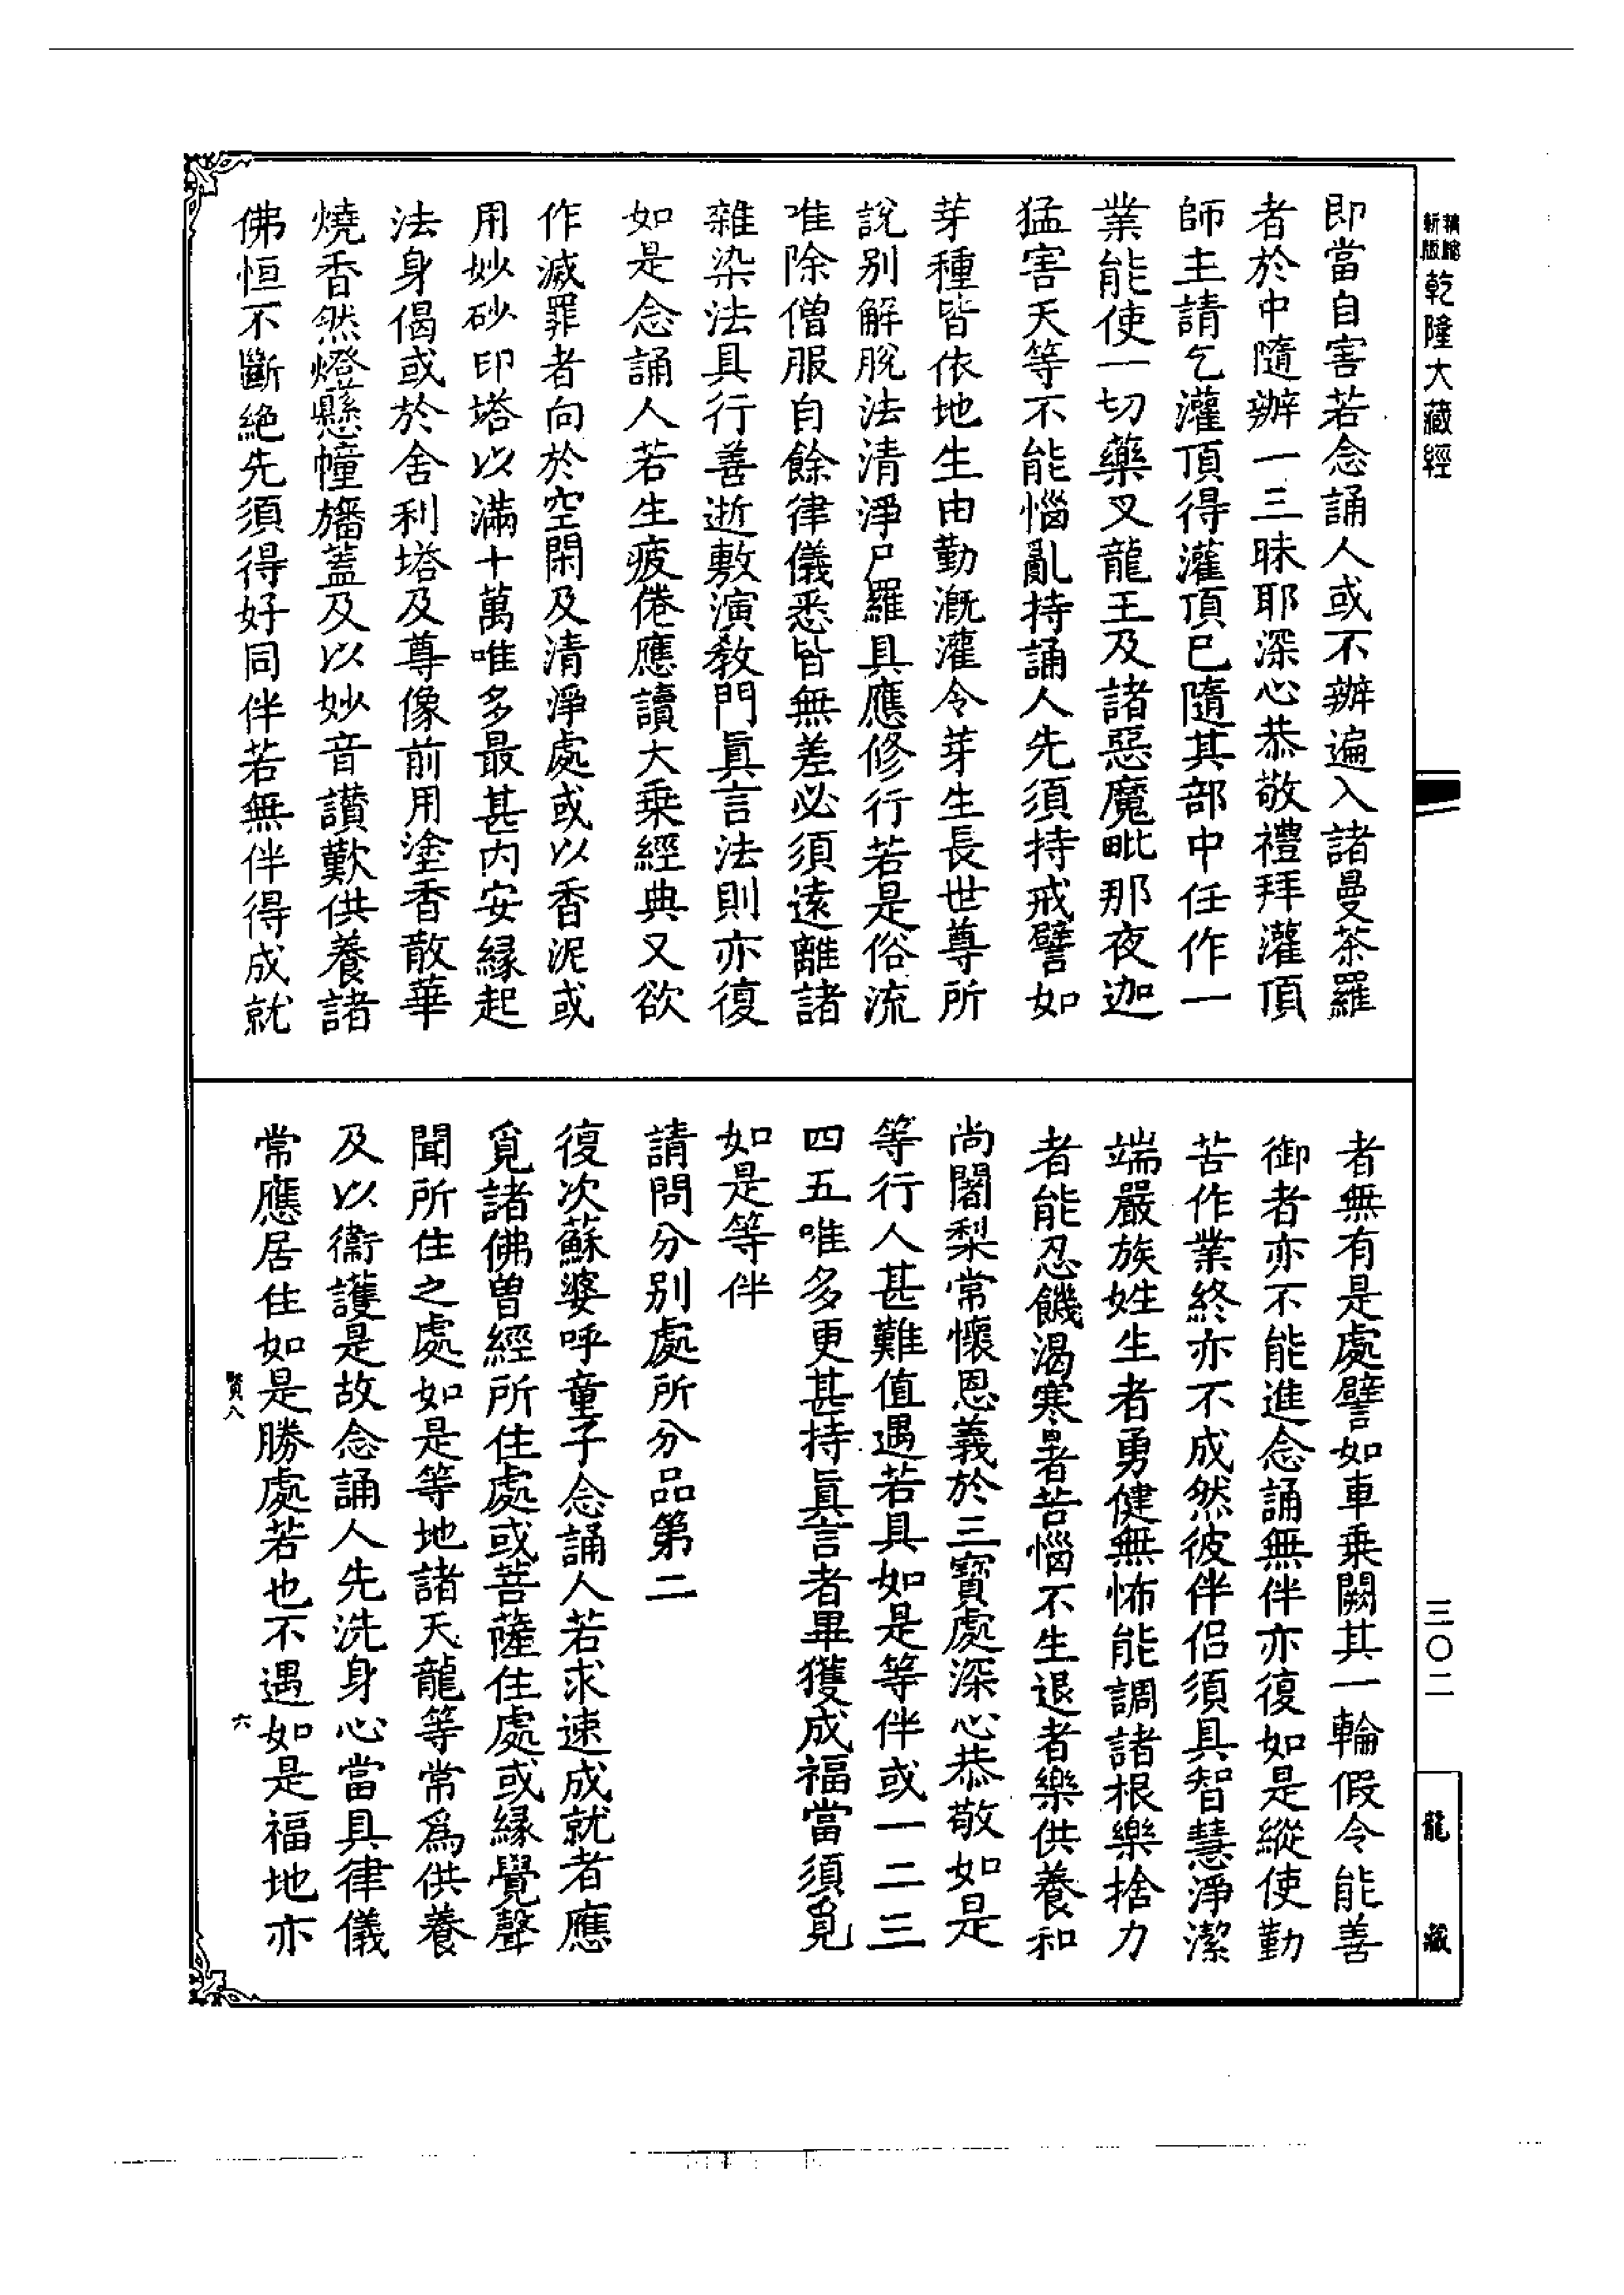 新版
乾隆大藏經
即當自害若念誦人或不辦遍入諸曼茶羅
者於中隨辦一三昧耶深心恭敬禮拜灌頂
師主請乞灌頂得灌頂已隨其部中任作一
業能使一切藥叉龍王及諸惡魔毗那夜迦
猛害天等不能惱亂持誦人先須持戒譬如
芽種皆依地生由勤漑灌令芽生長世尊所
說別解脫法清淨尸羅具應修行若是俗流
唯除僧服自餘律儀悉皆無差必須遠離諸
雜染法具行善逝敷演教門眞言法則亦復
如是念誦人若生疲倦應讀大乘經典又欲
作滅罪者向於空閑及清淨處或以香泥或
用妙砂印塔以滿十萬唯多最甚內安緣起
法身偈或於舍利塔及尊像前用塗香散華
燒香然燈懸幢旛蓋及以妙音讚歎供養諸
佛恒不斷絶先須得好同伴若無伴得成就
者無有是處譬如車乘闕其一輪假令能善
御者亦不能進念誦無伴亦復如是縱使勤
苦作業終亦不成然彼伴侶須具智慧淨潔
端嚴族姓生者勇健無怖能調諸根樂捨力
者能忍饑渴寒暑苦惱不生退者樂供養和
尚闍梨常懷恩義於三寶處深心恭敬如是
等行人甚難值遇若具如是等伴或一二三
四五唯多更甚持眞言者畢獲成福當須覓
如是等伴
請問分別處所分品第二
復次蘇婆呼童子念誦人若求速成就者應
覓諸佛曾經所住處或菩薩住處或緣覺聲
聞所住之處如是等地諸天龍等常爲供養
及以衞護是故念誦人先洗身心當具律儀
常應居住如是勝處若也不遇如是福地亦
賢八
六
三〇二
龍藏